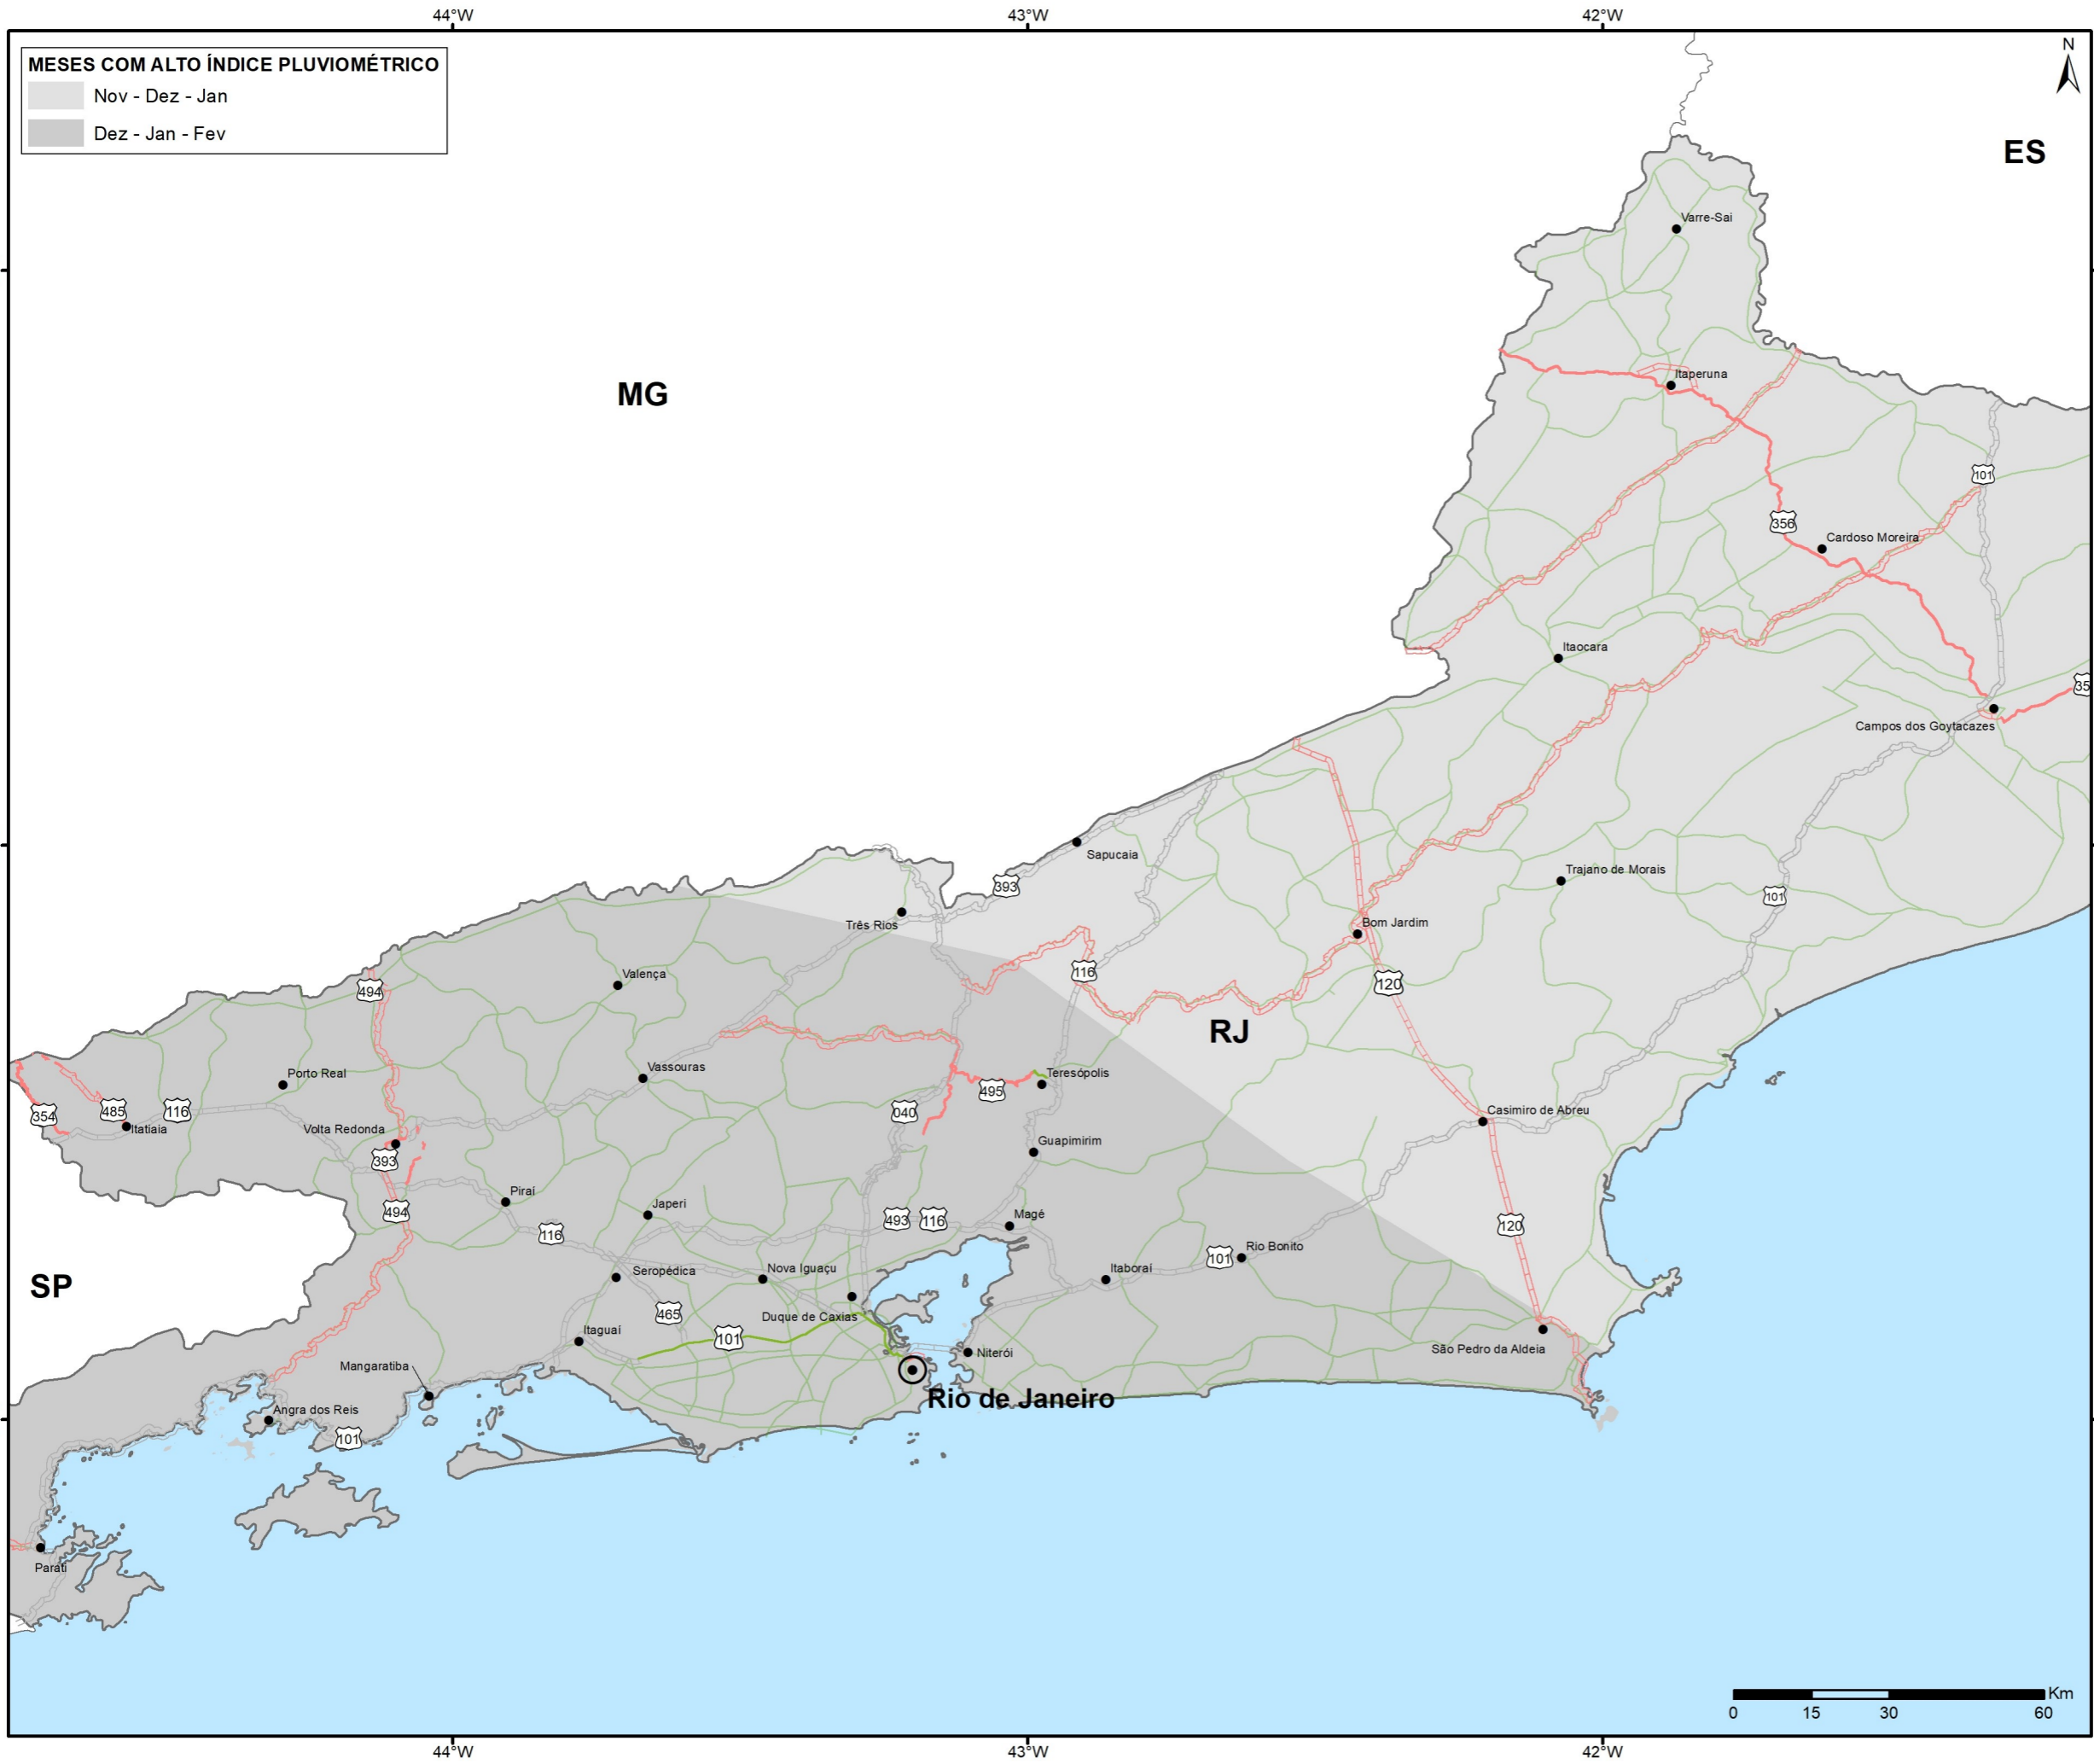 44°W
43°W
42°W
MESES COM ALTO ÍNDICE PLUVIOMÉTRICO
Nov - Dez - Jan
Dez - Jan - Fev
N
ES
Varre-Sai
MG
Itaperuna
101
356
Cardoso Moreira
Itaocara
35
Campos dos Goytacazes
Sapucaia
393
Trajano de Morais
101
Três Rios
Bom Jardim
Valença
116
120
494
RJ
Porto Real
Vassouras
Teresópolis
495
354
485
116
040
Casimiro de Abreu
Itatiaia
Volta Redonda
Guapimirim
393
Piraí
Japeri
494
Magé
493
116
120
116
Rio Bonito
101
Itaboraí
SP
Seropédica
Nova Iguaçu
465
Duque de Caxias
Itaguaí
101
Niterói
São Pedro da Aldeia
Mangaratiba
Rio de Janeiro
Angra dos Reis
101
Parati
Km
0
15
30
60
44°W
43°W
42°W